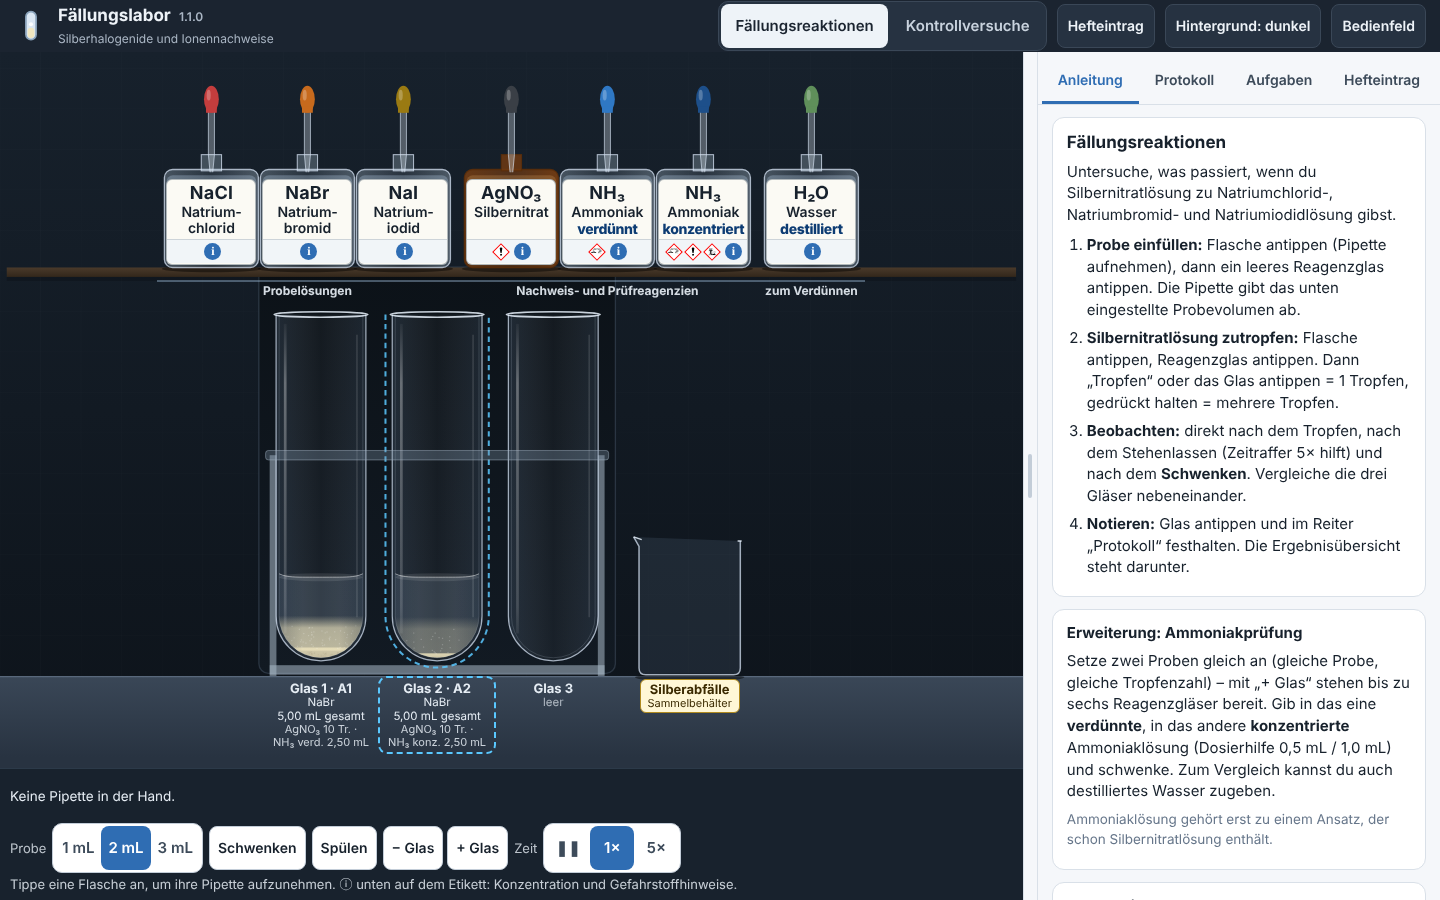 Fällungslabor 1.1.0
Silberhalogenide und Ionennachweise
Fällungsreaktionen
Kontrollversuche
Hefteintrag
Hintergrund: dunkel
Bedienfeld
NaCl
Natrium-
chlorid
i
NaBr
Natrium-
bromid
i
NaI
Natrium-
iodid
i
AgNO₃
Silbernitrat
i
NH₃
Ammoniak
verdünnt
i
NH₃
Ammoniak
konzentriert
i
H₂O
Wasser
destilliert
i
Probelösungen
Nachweis- und Prüfreagenzien
zum Verdünnen
Glas 1 · A1
NaBr
5,00 mL gesamt
AgNO₃ 10 Tr. ·
NH₃ verd. 2,50 mL
Glas 2 · A2
NaBr
5,00 mL gesamt
AgNO₃ 10 Tr. ·
NH₃ konz. 2,50 mL
Glas 3
leer
Silberabfälle
Sammelbehälter
Keine Pipette in der Hand.
Probe
1 mL
2 mL
3 mL
Schwenken
Spülen
− Glas
+ Glas
Zeit
1×
5×
Tippe eine Flasche an, um ihre Pipette aufzunehmen. ⓘ unten auf dem Etikett: Konzentration und Gefahrstoffhinweise.
Anleitung
Protokoll
Aufgaben
Hefteintrag
Fällungsreaktionen
Untersuche, was passiert, wenn du
Silbernitratlösung zu Natriumchlorid-,
Natriumbromid- und Natriumiodidlösung gibst.
1. Probe einfüllen: Flasche antippen (Pipette
aufnehmen), dann ein leeres Reagenzglas
antippen. Die Pipette gibt das unten
eingestellte Probevolumen ab.
2. Silbernitratlösung zutropfen: Flasche
antippen, Reagenzglas antippen. Dann
„Tropfen“ oder das Glas antippen = 1 Tropfen,
gedrückt halten = mehrere Tropfen.
3. Beobachten: direkt nach dem Tropfen, nach
dem Stehenlassen (Zeitraffer 5× hilft) und
nach dem Schwenken. Vergleiche die drei
Gläser nebeneinander.
4. Notieren: Glas antippen und im Reiter
„Protokoll“ festhalten. Die Ergebnisübersicht
steht darunter.
Erweiterung: Ammoniakprüfung
Setze zwei Proben gleich an (gleiche Probe,
gleiche Tropfenzahl) – mit „+ Glas“ stehen bis zu
sechs Reagenzgläser bereit. Gib in das eine
verdünnte, in das andere konzentrierte
Ammoniaklösung (Dosierhilfe 0,5 mL / 1,0 mL)
und schwenke. Zum Vergleich kannst du auch
destilliertes Wasser zugeben.
Ammoniaklösung gehört erst zu einem Ansatz, der
schon Silbernitratlösung enthält.